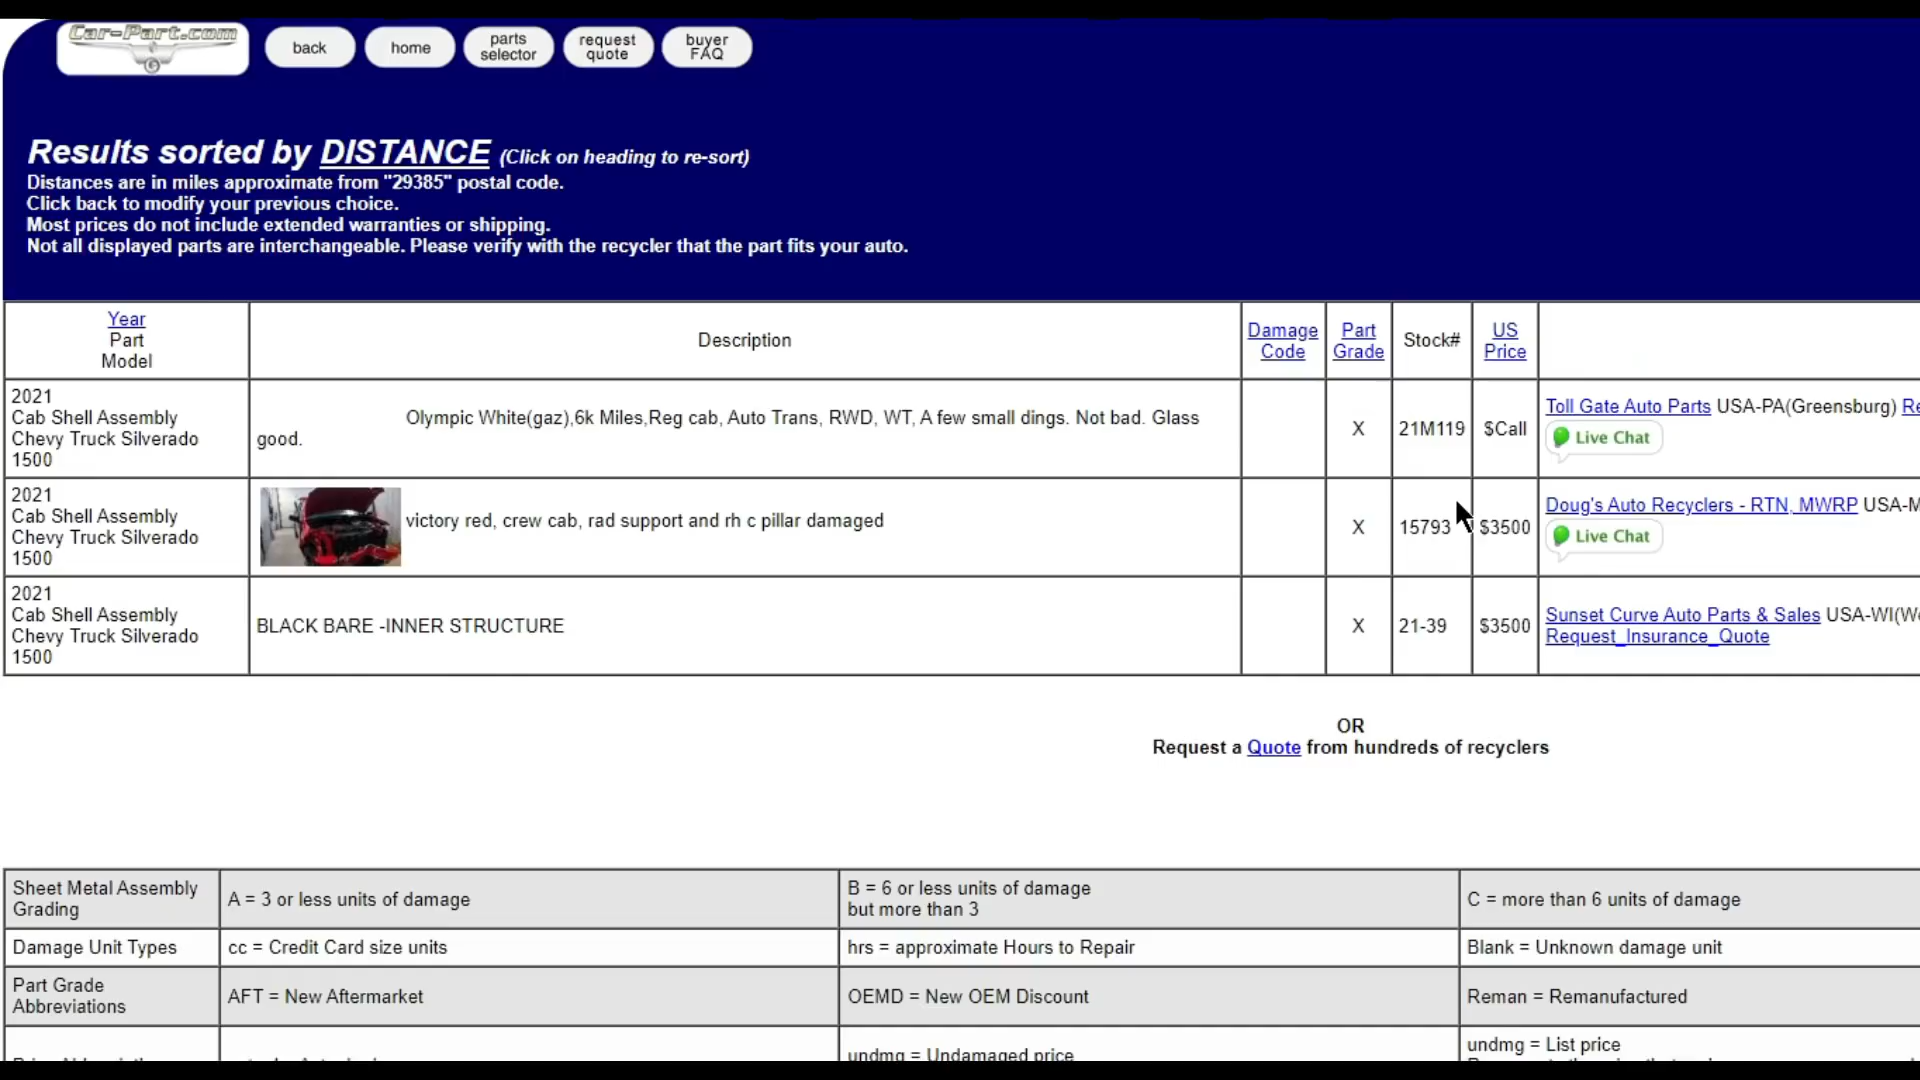 Car-Part.com
back
home
parts
selector
request
quote
buyer
FAQ
Results sorted by DISTANCE (Click on heading to re-sort)
Distances are in miles approximate from "29385" postal code.
Click back to modify your previous choice.
Most prices do not include extended warranties or shipping.
Not all displayed parts are interchangeable. Please verify with the recycler that the part fits your auto.
Year
Part
Model
Description
Damage
Code
Part
Grade
Stock#
US
Price
2021
Cab Shell Assembly
Chevy Truck Silverado
1500
Olympic White(gaz),6k Miles,Reg cab, Auto Trans, RWD, WT, A few small dings. Not bad. Glass
good.
X
21M119
$Call
Toll Gate Auto Parts USA-PA(Greensburg) Re
Live Chat
2021
Cab Shell Assembly
Chevy Truck Silverado
1500
victory red, crew cab, rad support and rh c pillar damaged
X
15793
$3500
Doug's Auto Recyclers - RTN, MWRP USA-M
Live Chat
2021
Cab Shell Assembly
Chevy Truck Silverado
1500
BLACK BARE -INNER STRUCTURE
X
21-39
$3500
Sunset Curve Auto Parts & Sales USA-WI(W
Request_Insurance_Quote
OR
Request a Quote from hundreds of recyclers
Sheet Metal Assembly
Grading
A = 3 or less units of damage
B = 6 or less units of damage
but more than 3
C = more than 6 units of damage
Damage Unit Types
cc = Credit Card size units
hrs = approximate Hours to Repair
Blank = Unknown damage unit
Part Grade
Abbreviations
AFT = New Aftermarket
OEMD = New OEM Discount
Reman = Remanufactured
undmg = Undamaged price
undmg = List price